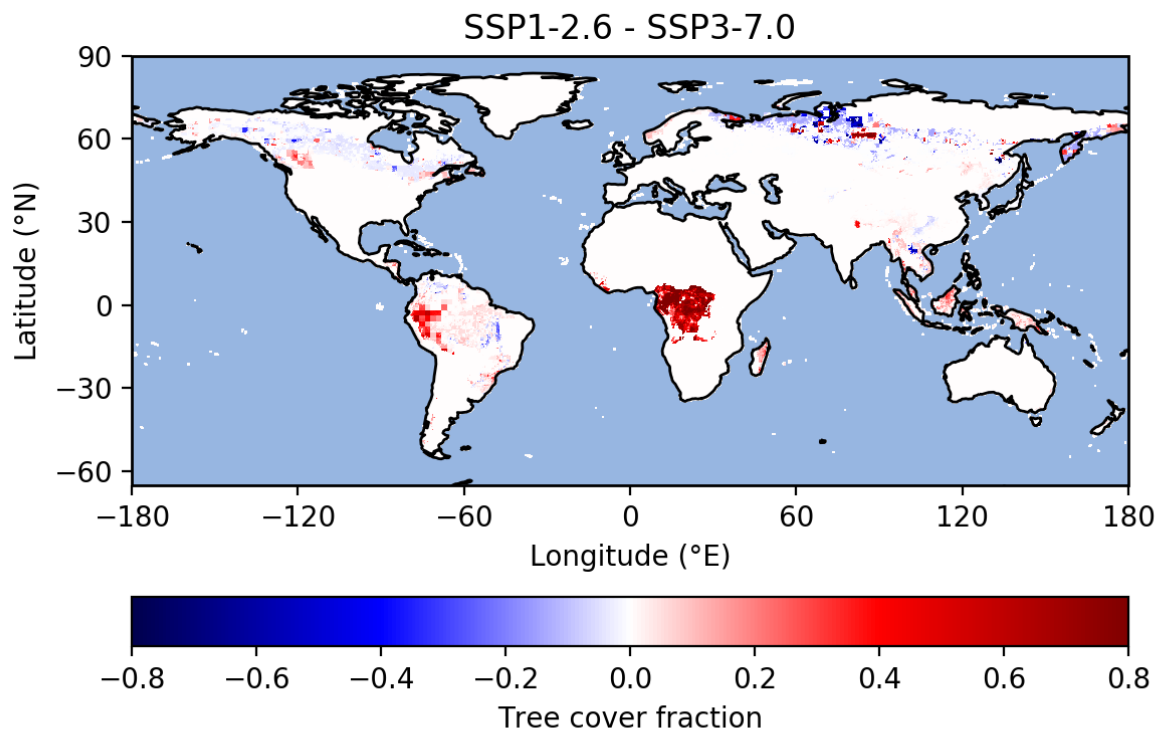 SSP1-2.6 - SSP3-7.0
90
60
30
0
−30
−60
Latitude (°N)
−180 −120 −60 0 60 120 180
Longitude (°E)
−0.8 −0.6 −0.4 −0.2 0.0 0.2 0.4 0.6 0.8
Tree cover fraction